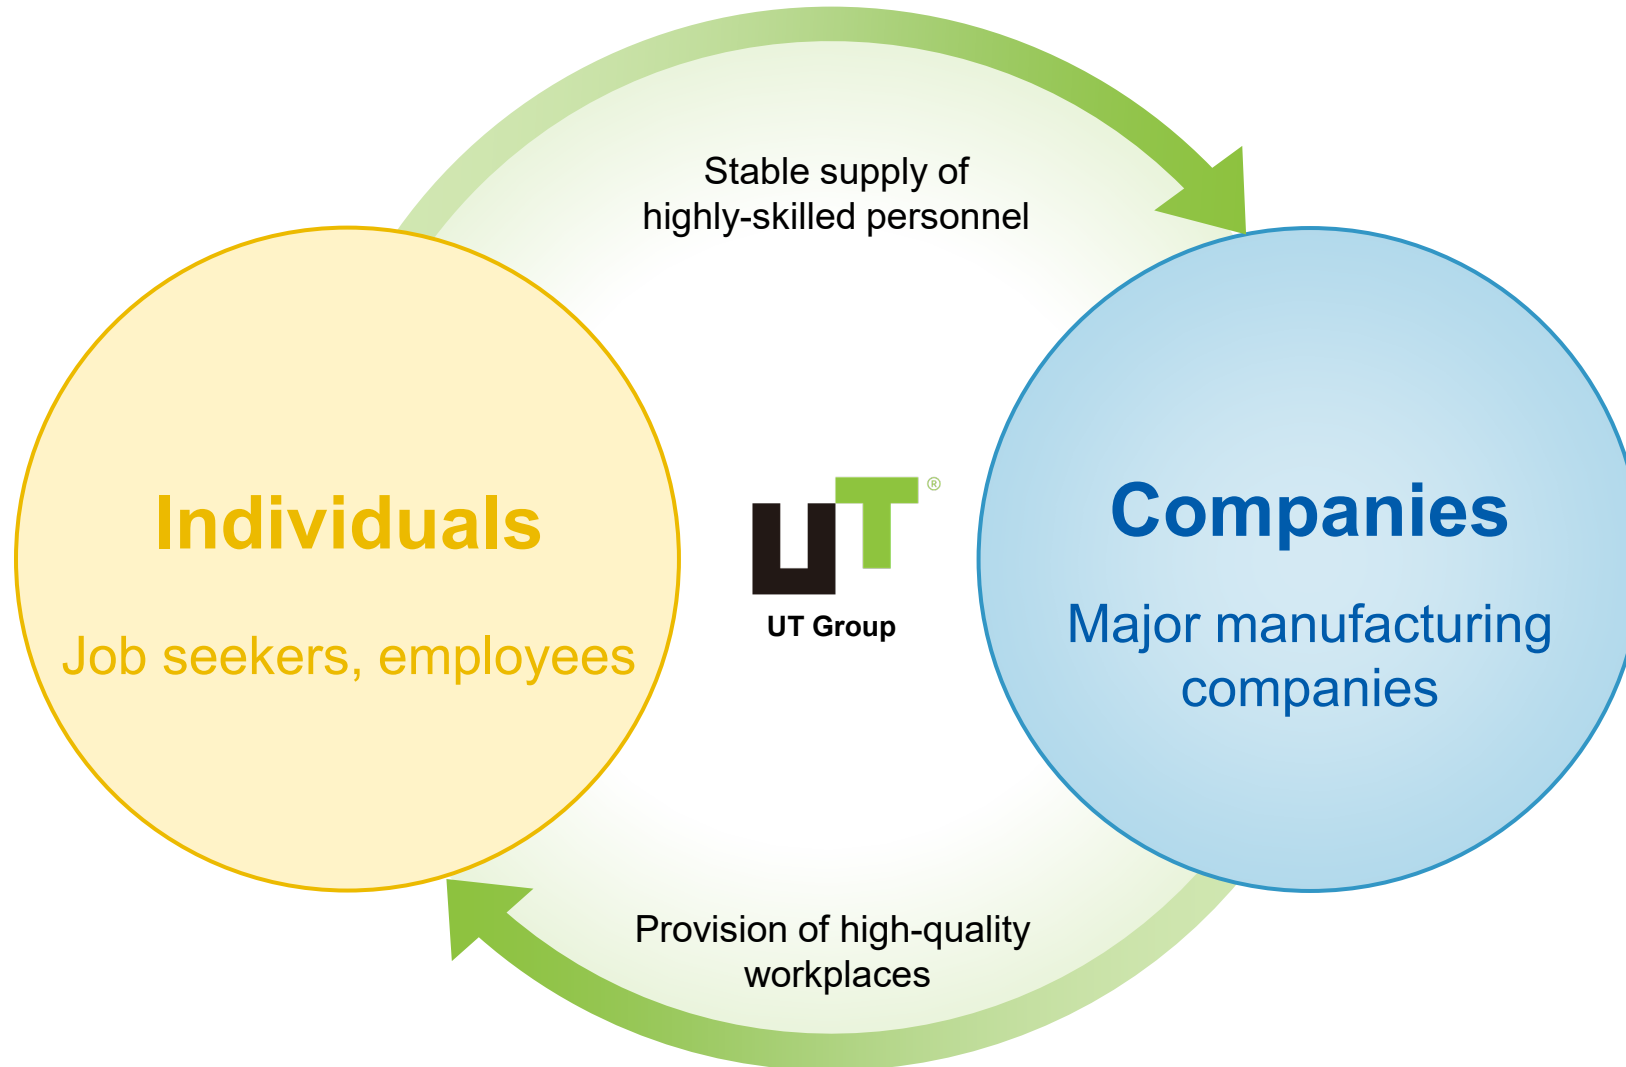 Stable supply of
highly-skilled personnel
Individuals
Job seekers, employees
UT®
UT Group
Companies
Major manufacturing
companies
Provision of high-quality
workplaces